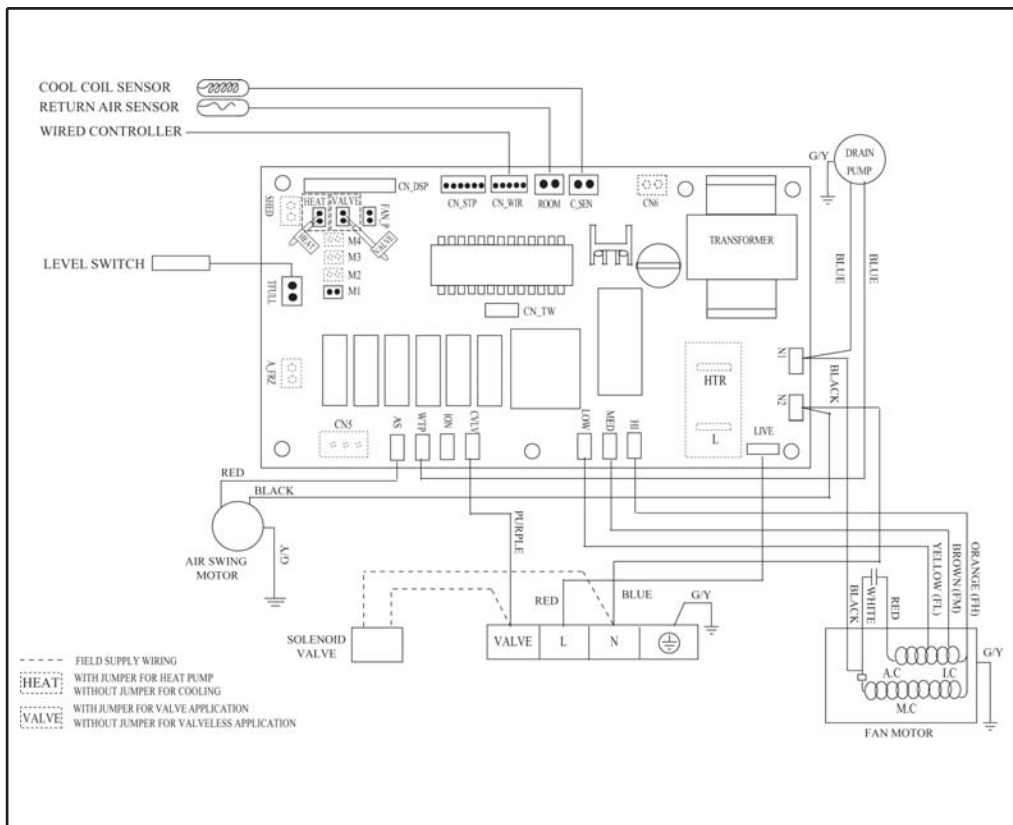 COOL COIL SENSOR
RETURN AIR SENSOR
WIRED CONTROLLER
G/Y
DRAIN
PUMP
CN_DSP
CN_STP
CN_WIR
ROOM
C_SEN
CN6
SHED
HEAT
VALVE
FAN_P
HEAT
VALVE
M4
M3
M2
M1
TRANSFORMER
BLUE
BLUE
LEVEL SWITCH
TFULL
CN_TW
A_FRZ
N1
BLACK
HTR
N2
CN5
AS
WTP
ION
CVLV
LOW
MED
HI
L
LIVE
RED
BLACK
AIR SWING
MOTOR
G/Y
PURPLE
YELLOW (FL)
BROWN (FM)
ORANGE (FH)
BLACK
WHITE
RED
RED
BLUE
G/Y
SOLENOID
VALVE
VALVE
L
N
G/Y
A.C
I.C
M.C
FAN MOTOR
FIELD SUPPLY WIRING
HEAT
WITH JUMPER FOR HEAT PUMP
WITHOUT JUMPER FOR COOLING
VALVE
WITH JUMPER FOR VALVE APPLICATION
WITHOUT JUMPER FOR VALVELESS APPLICATION